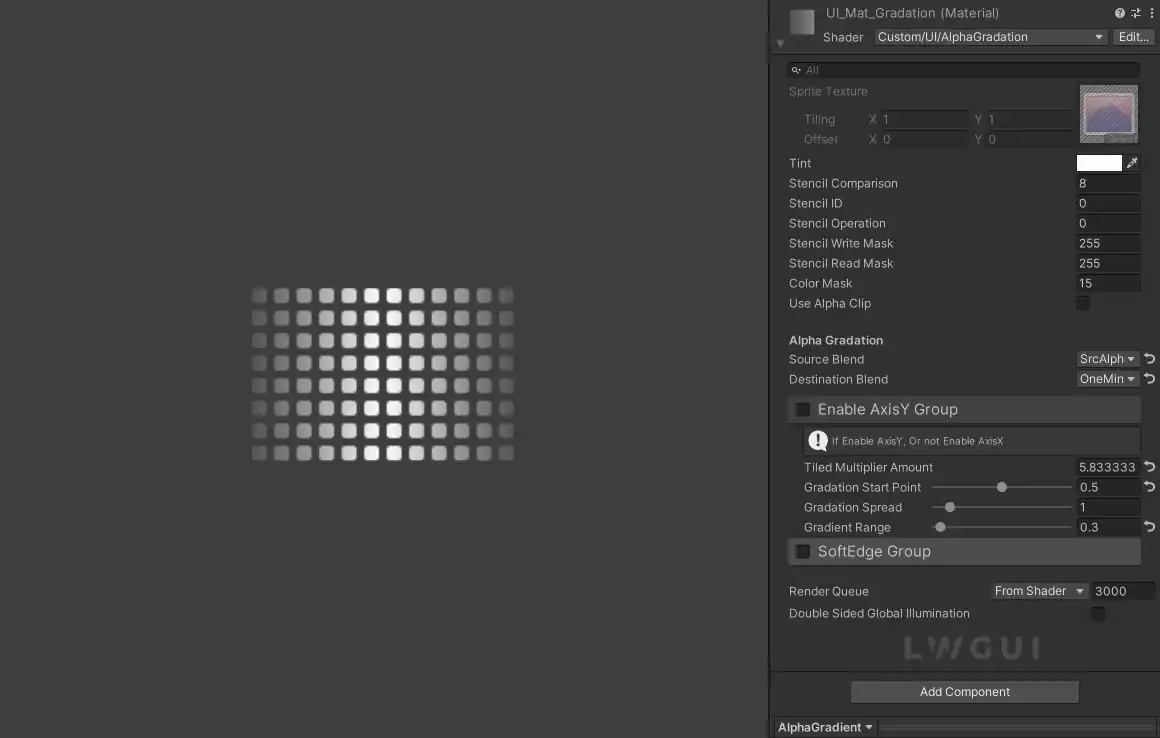 UI_Mat_Gradation (Material)
Shader Custom/UI/AlphaGradation Edit...
All
Sprite Texture
Tiling X 1 Y 1
Offset X 0 Y 0
Select
Tint
Stencil Comparison 8
Stencil ID 0
Stencil Operation 0
Stencil Write Mask 255
Stencil Read Mask 255
Color Mask 15
Use Alpha Clip
Alpha Gradation
Source Blend SrcAlph
Destination Blend OneMin
Enable AxisY Group
If Enable AxisY, Or not Enable AxisX
Tiled Multiplier Amount 5.833333
Gradation Start Point 0.5
Gradation Spread 1
Gradient Range 0.3
SoftEdge Group
Render Queue From Shader 3000
Double Sided Global Illumination
LWGUI
Add Component
AlphaGradient